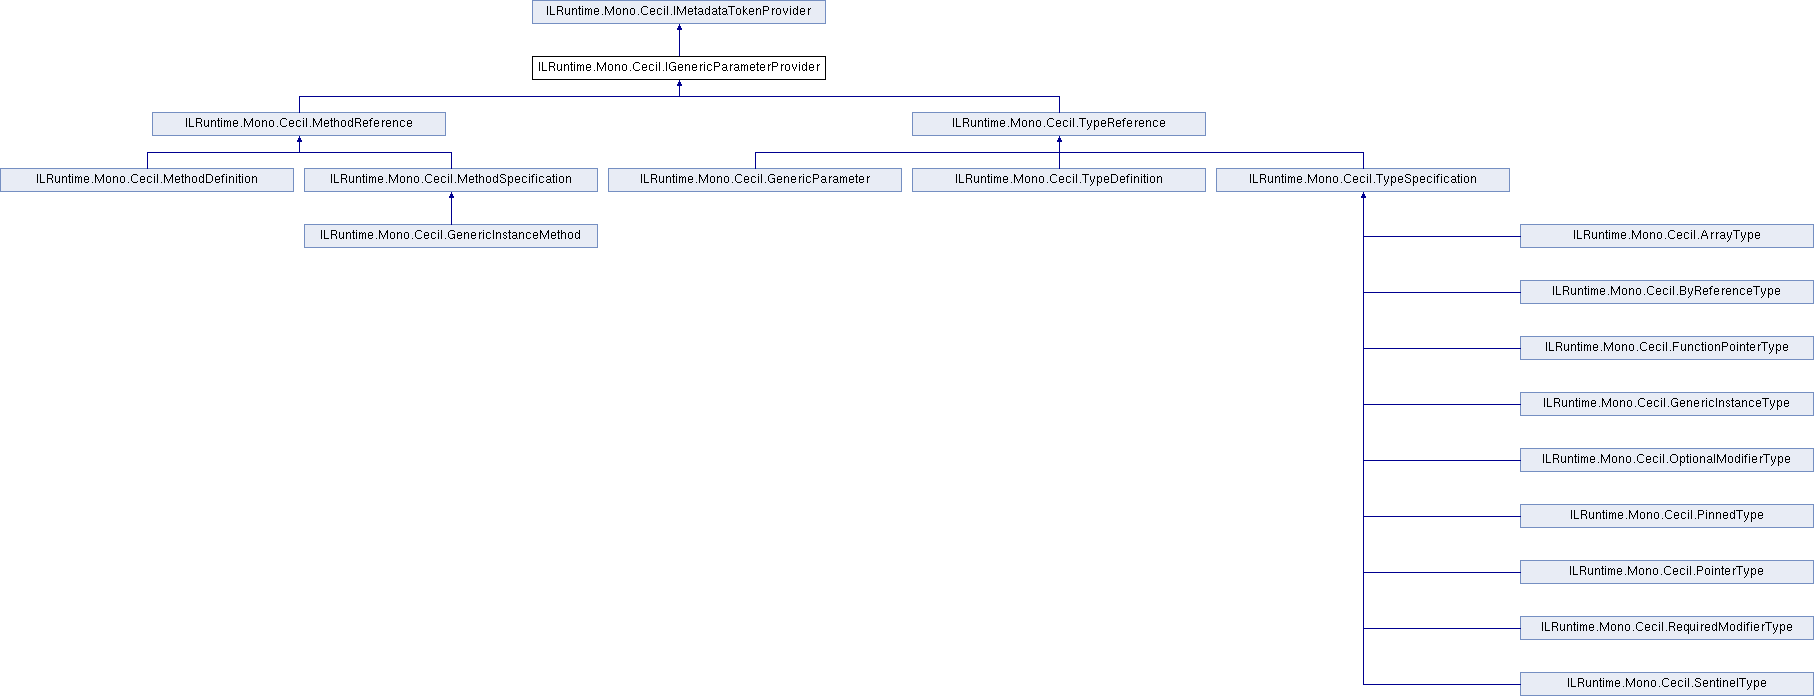 ILRuntime.Mono.Cecil.IMetadataTokenProvider
ILRuntime.Mono.Cecil.IGenericParameterProvider
ILRuntime.Mono.Cecil.MethodReference
ILRuntime.Mono.Cecil.TypeReference
ILRuntime.Mono.Cecil.MethodDefinition
ILRuntime.Mono.Cecil.MethodSpecification
ILRuntime.Mono.Cecil.GenericParameter
ILRuntime.Mono.Cecil.TypeDefinition
ILRuntime.Mono.Cecil.TypeSpecification
ILRuntime.Mono.Cecil.GenericInstanceMethod
ILRuntime.Mono.Cecil.ArrayType
ILRuntime.Mono.Cecil.ByReferenceType
ILRuntime.Mono.Cecil.FunctionPointerType
ILRuntime.Mono.Cecil.GenericInstanceType
ILRuntime.Mono.Cecil.OptionalModifierType
ILRuntime.Mono.Cecil.PinnedType
ILRuntime.Mono.Cecil.PointerType
ILRuntime.Mono.Cecil.RequiredModifierType
ILRuntime.Mono.Cecil.SentinelType